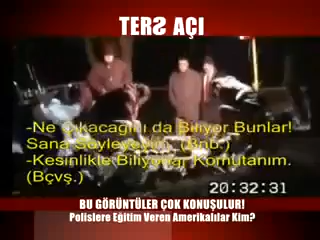 TERS AÇI
-Ne Çıkacağını da Biliyor Bunlar!
Sana Söyleyeyim. (Bnb.)
-Kesinlikle Biliyorlar Komutanım.
(Bçvş.)
20:32:31
BU GÖRÜNTÜLER ÇOK KONUŞULUR!
Polislere Eğitim Veren Amerikalılar Kim?